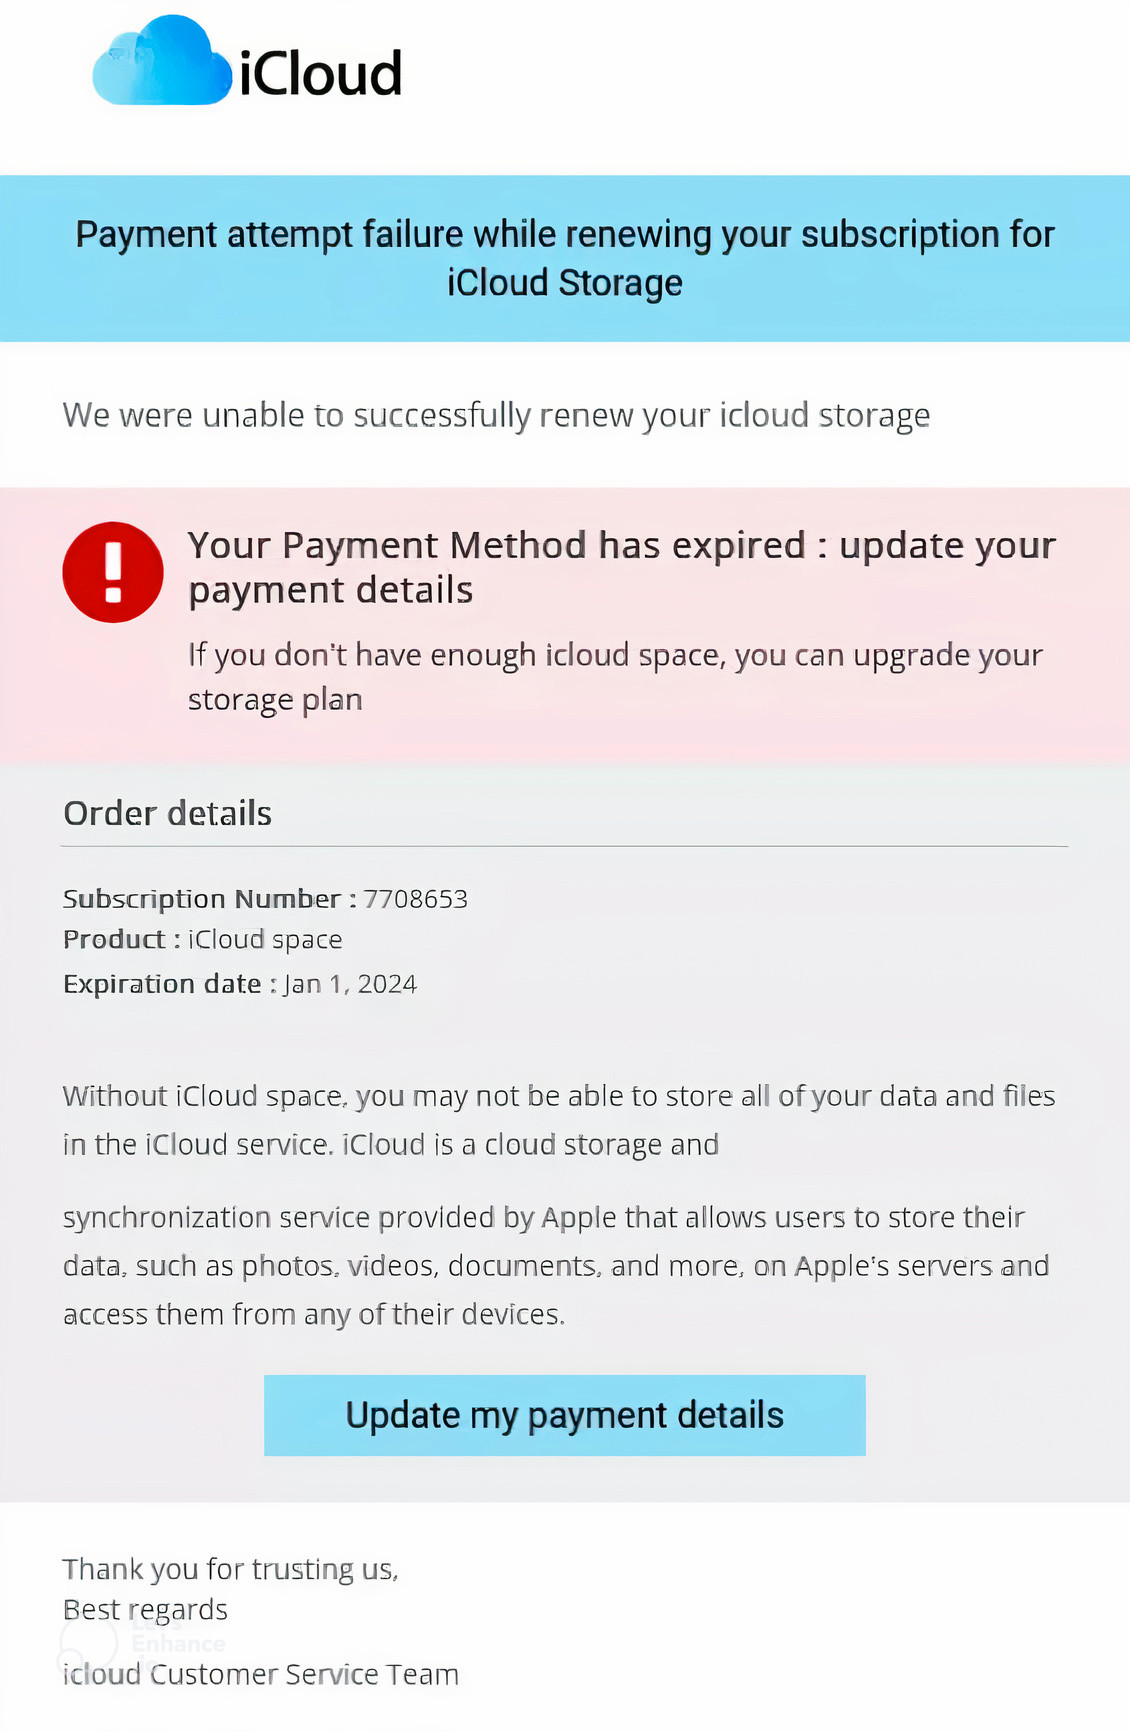 iCloud
Payment attempt failure while renewing your subscription for
iCloud Storage
We were unable to successfully renew your icloud storage
Your Payment Method has expired : update your
payment details
If you don't have enough icloud space, you can upgrade your
storage plan
Order details
Subscription Number : 7708653
Product : iCloud space
Expiration date : Jan 1, 2024
Without iCloud space, you may not be able to store all of your data and files
in the iCloud service. iCloud is a cloud storage and
synchronization service provided by Apple that allows users to store their
data, such as photos, videos, documents, and more, on Apple's servers and
access them from any of their devices.
Update my payment details
Thank you for trusting us,
Best regards
Let's
Enhance
icloud Customer Service Team